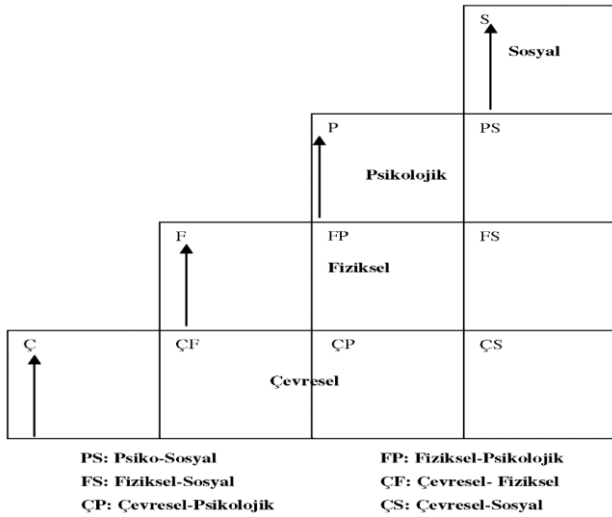 S
Sosyal
P PS
Psikolojik
F FP FS
Fiziksel
Ç ÇF ÇP ÇS
Çevresel
PS: Psiko-Sosyal FP: Fiziksel-Psikolojik
FS: Fiziksel-Sosyal ÇF: Çevresel- Fiziksel
ÇP: Çevresel-Psikolojik ÇS: Çevresel-Sosyal